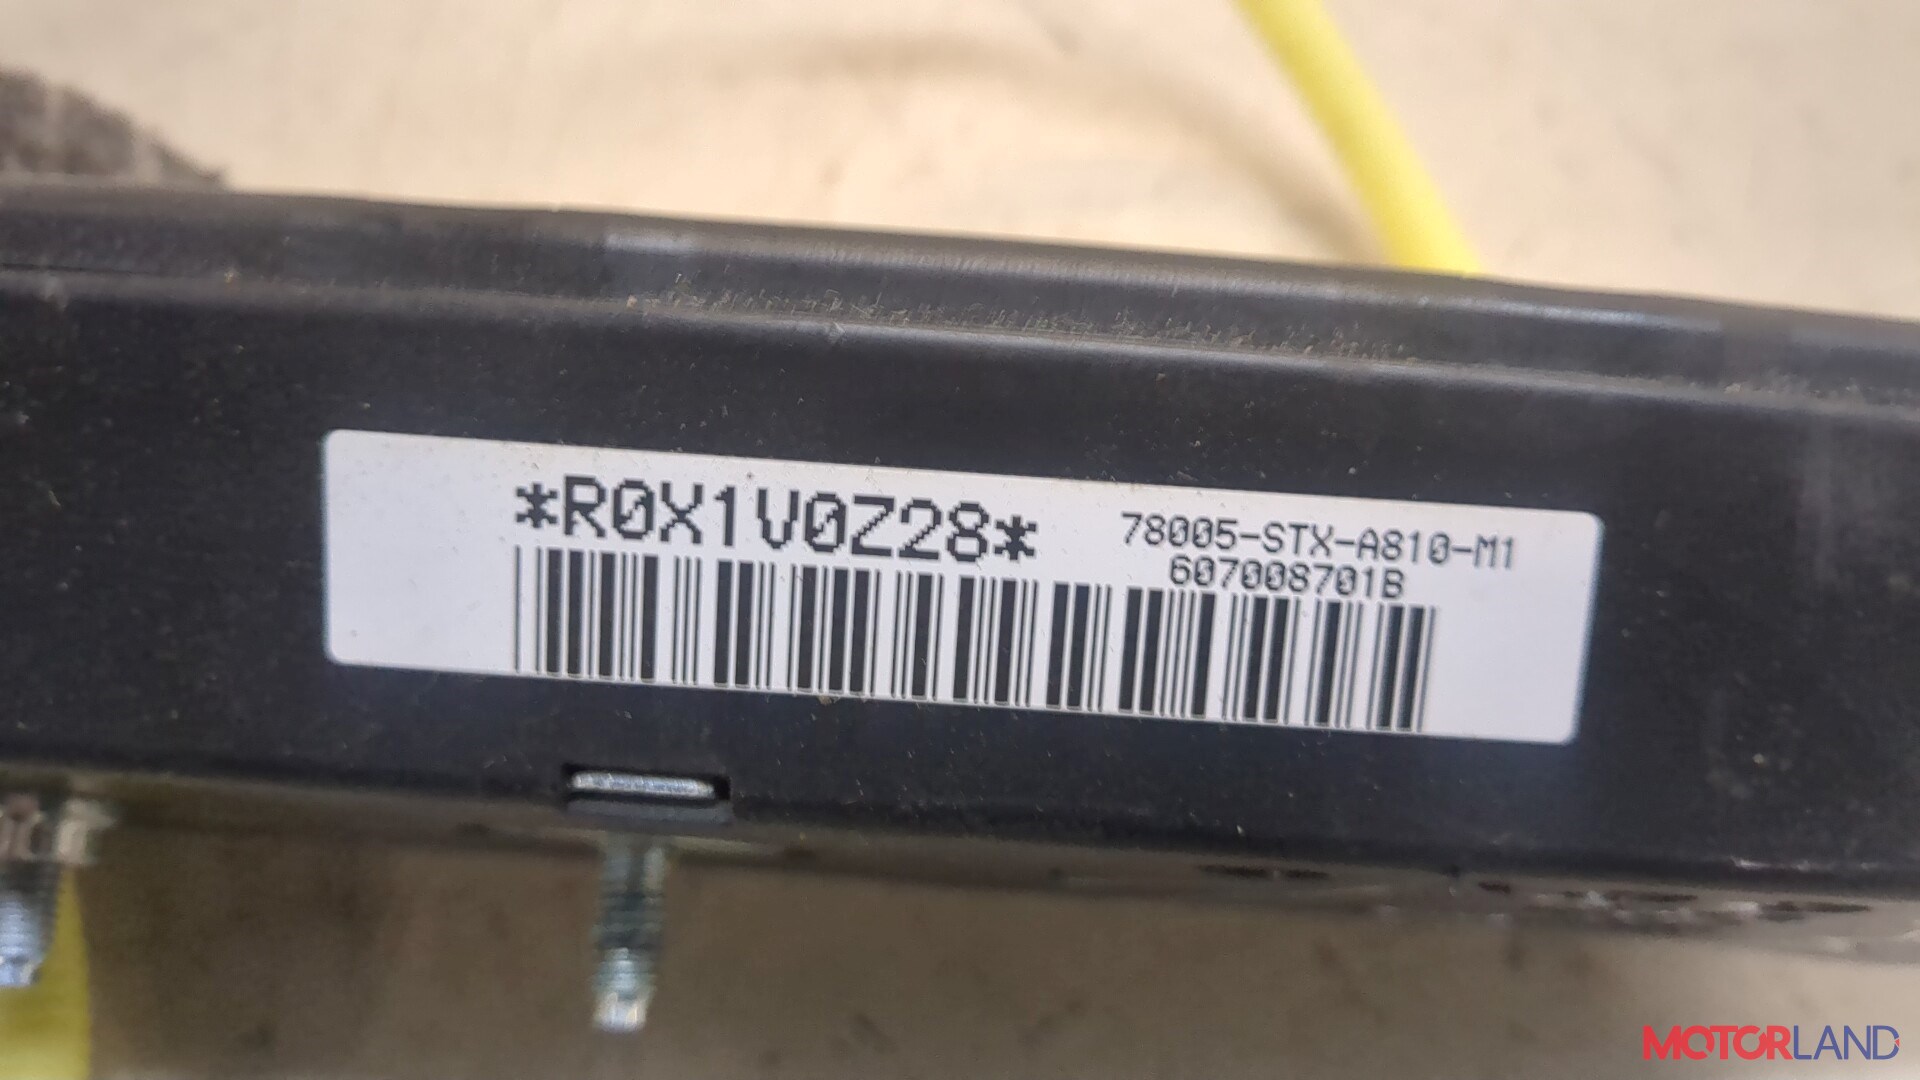 *R0X1V0Z28*
78005-STX-A810-M1
607008701B
MOTORLAND